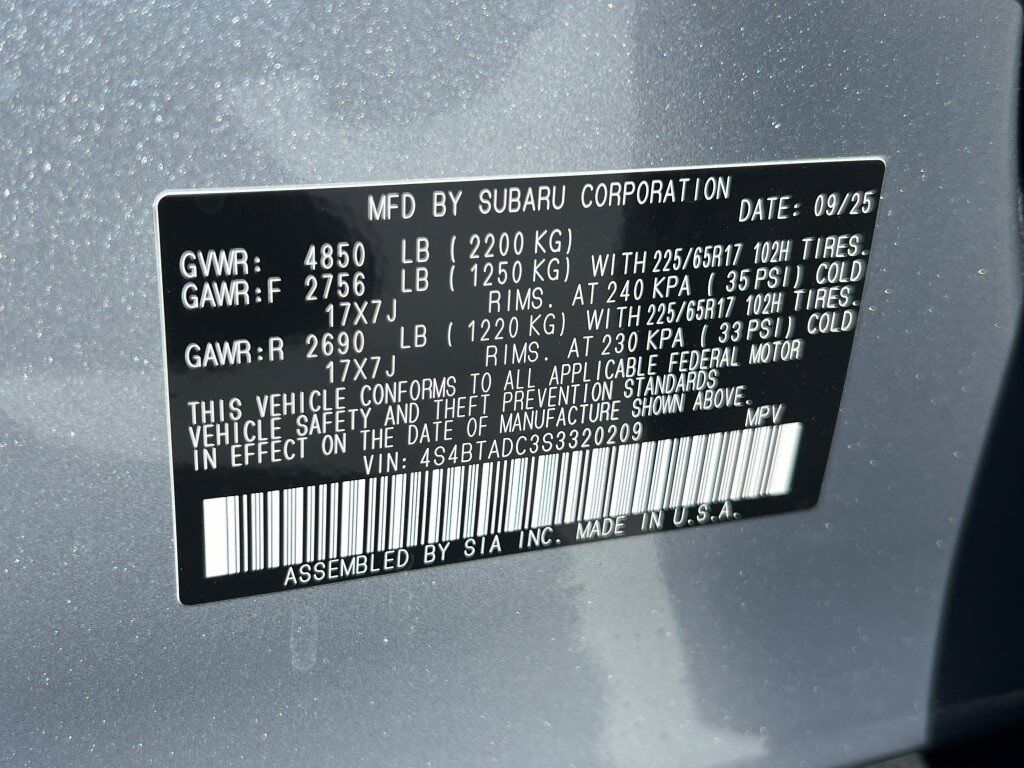 MFD BY SUBARU CORPORATION DATE: 09/25
GVWR: 4850 LB (2200 KG)
GAWR:F 2756 LB (1250 KG) WITH 225/65R17 102H TIRES.
17X7J RIMS. AT 240 KPA (35 PSI) COLD
GAWR:R 2690 LB (1220 KG) WITH 225/65R17 102H TIRES.
17X7J RIMS. AT 230 KPA (33 PSI) COLD
THIS VEHICLE CONFORMS TO ALL APPLICABLE FEDERAL MOTOR
VEHICLE SAFETY AND THEFT PREVENTION STANDARDS
IN EFFECT ON THE DATE OF MANUFACTURE SHOWN ABOVE.
VIN: 4S4BTADC3S3320209 MPV
ASSEMBLED BY SIA INC. MADE IN U.S.A.